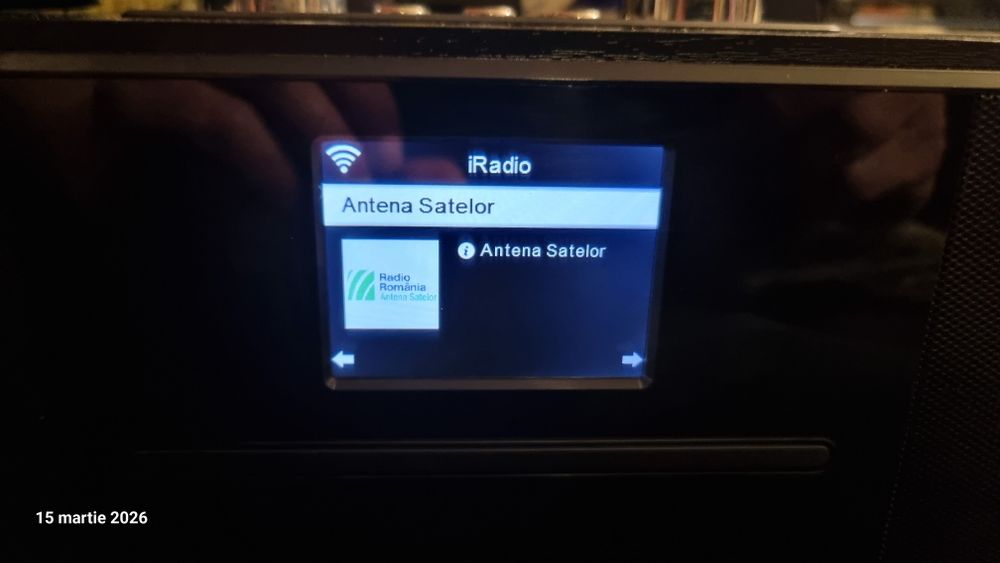 iRadio
Antena Satelor
Antena Satelor
Radio
România
Antena Satelor
15 martie 2026